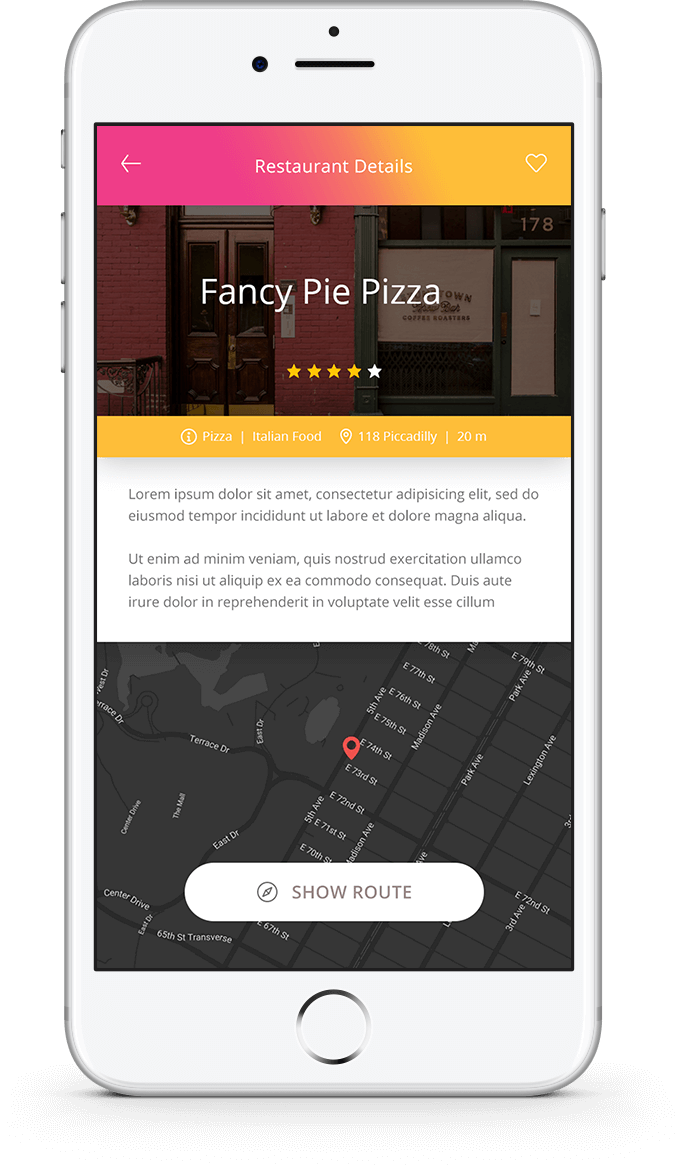 Restaurant Details
178
Fancy Pie Pizza
TOWN
COFFEE ROASTERS
Pizza | Italian Food 118 Piccadilly | 20 m
Lorem ipsum dolor sit amet, consectetur adipisicing elit, sed do
eiusmod tempor incididunt ut labore et dolore magna aliqua.
Ut enim ad minim veniam, quis nostrud exercitation ullamco
laboris nisi ut aliquip ex ea commodo consequat. Duis aute
irure dolor in reprehenderit in voluptate velit esse cillum
E 78th St
E 79th St
E 77th St
Park Ave
5th Ave
E 76th St
E 75th St
Madison Ave
East Dr
Terrace Dr
E 74th St
E 73rd St
Park Ave
Lexington Ave
Center Drive
The Mall
5th Ave
E 72nd St
E 71st St
East Dr
E 70th St
Madison Ave
SHOW ROUTE
Center Drive
East Dr
65th St Transverse
E 67th St
3rd Ave
E 72nd St